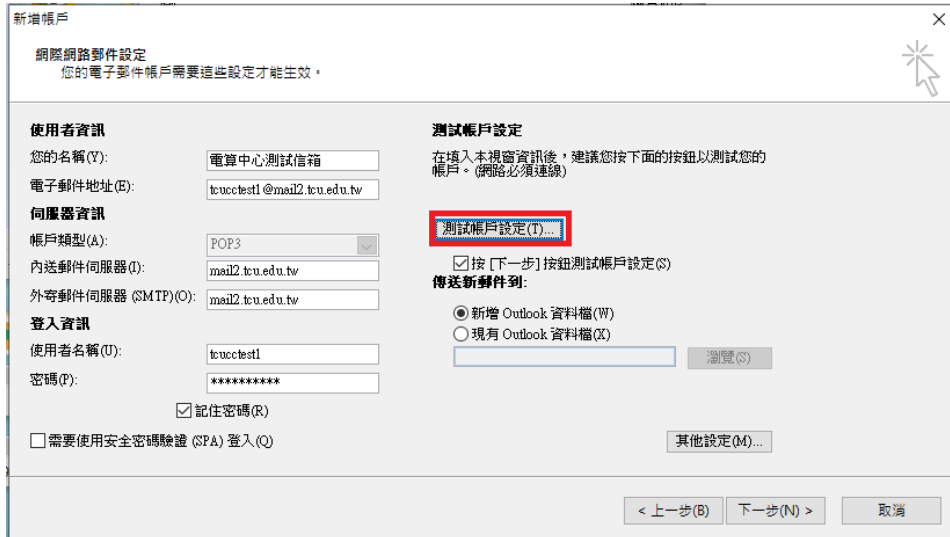 新增帳戶
網際網路郵件設定
您的電子郵件帳戶需要這些設定才能生效。
使用者資訊
您的名稱(Y):
電算中心測試信箱
電子郵件地址(E):
tcucctest1@mail2.tcu.edu.tw
伺服器資訊
帳戶類型(A):
POP3
內送郵件伺服器(I):
mail2.tcu.edu.tw
外寄郵件伺服器 (SMTP)(O):
mail2.tcu.edu.tw
登入資訊
使用者名稱(U):
tcucctest1
密碼(P):
**********
記住密碼(R)
需要使用安全密碼驗證 (SPA) 登入(Q)
測試帳戶設定
在填入本視窗資訊後，建議您按下面的按鈕以測試您的
帳戶。(網路必須連線)
測試帳戶設定(T)...
按 [下一步] 按鈕測試帳戶設定(S)
傳送新郵件到:
新增 Outlook 資料檔(W)
現有 Outlook 資料檔(X)
瀏覽(S)
其他設定(M)...
< 上一步(B)
下一步(N) >
取消